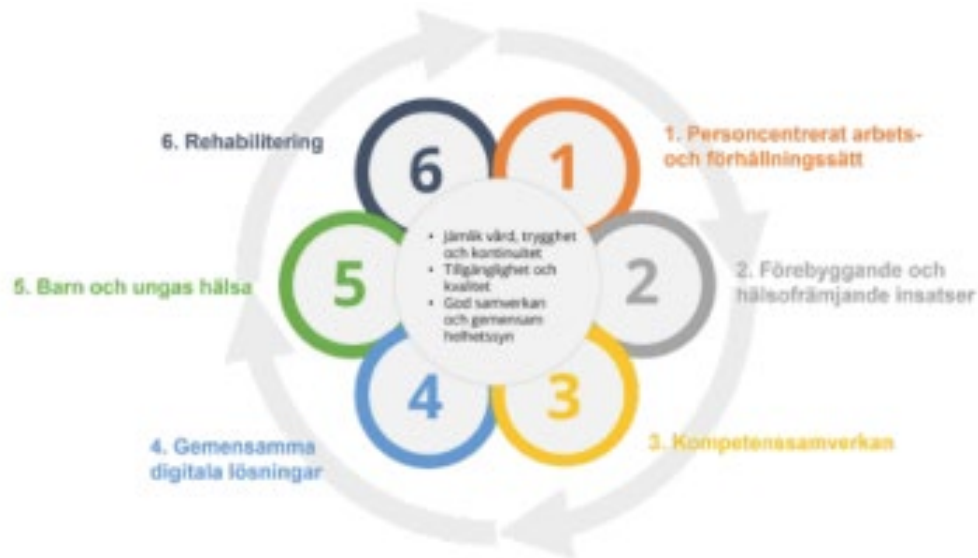 6. Rehabilitering
6
1
1. Personcentrerat arbets-
och förhållningssätt
• Jämlik vård, trygghet
och kontinuitet
• Tillgänglighet och
kvalitet
• God samverkan
och gemensam
helhetssyn
5. Barn och ungas hälsa
5
2
2. Förebyggande och
hälsofrämjande insatser
4
3
4. Gemensamma
digitala lösningar
3. Kompetenssamverkan